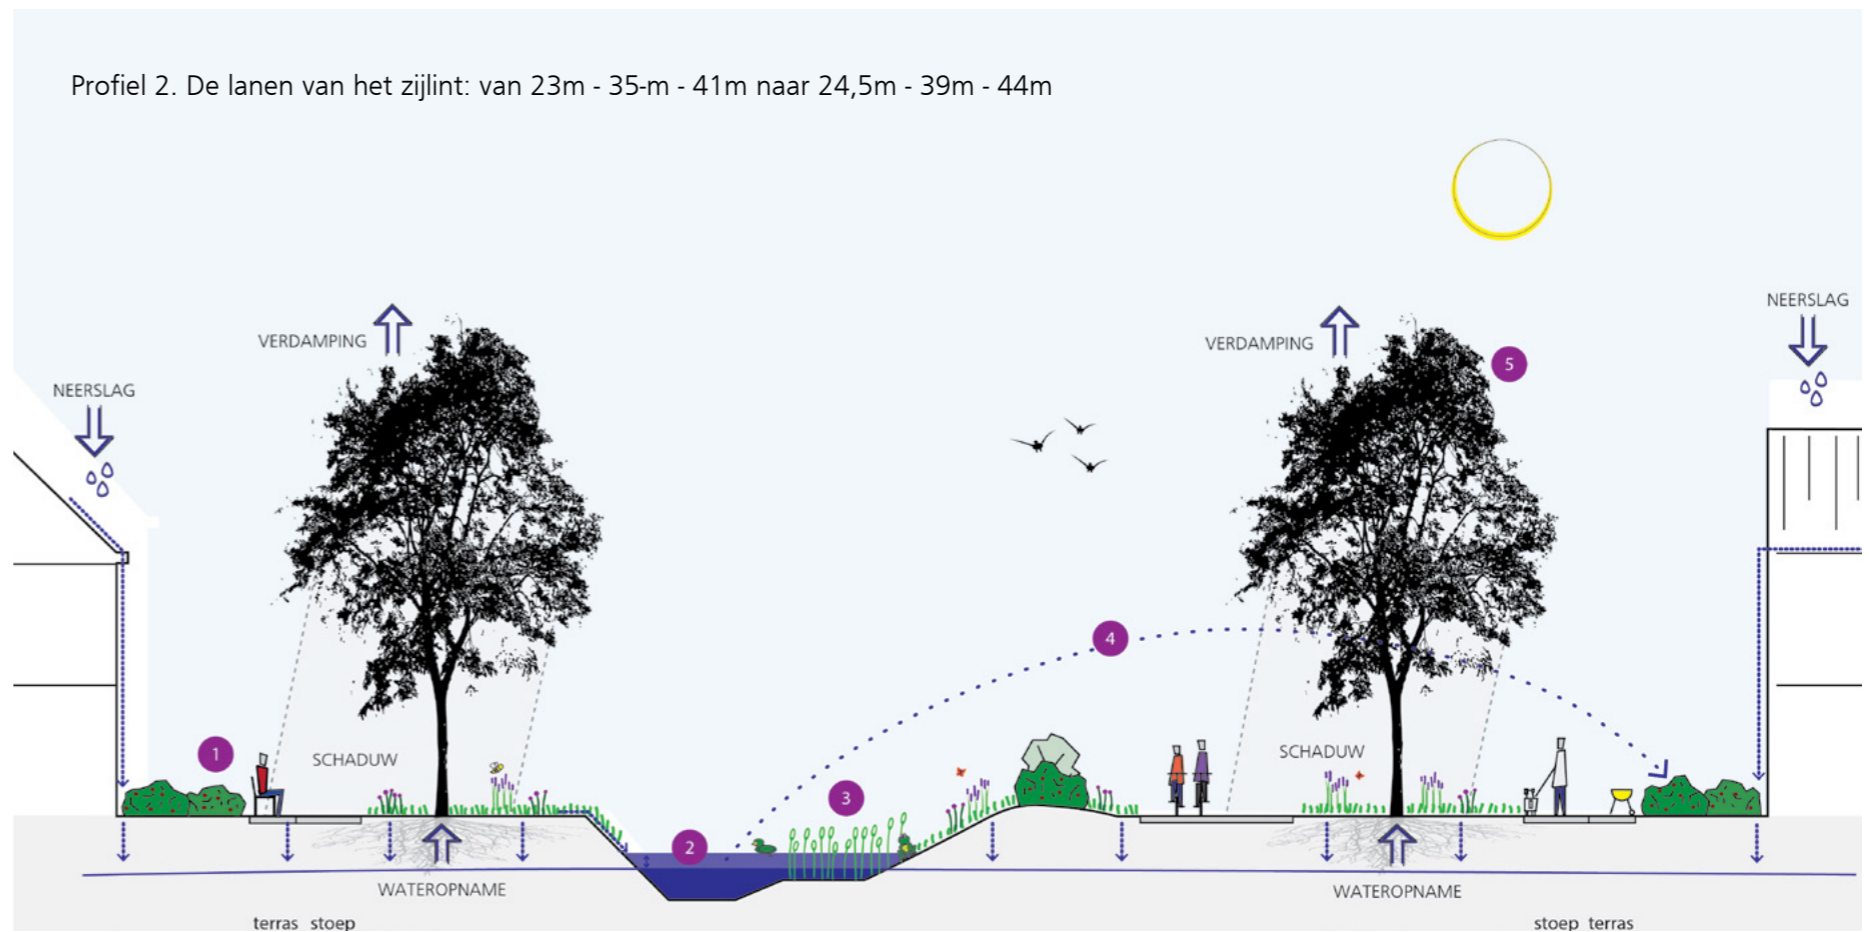 Profiel 2. De lanen van het zijlint: van 23m - 35-m - 41m naar 24,5m - 39m - 44m
NEERSLAG
VERDAMPING
NEERSLAG
VERDAMPING
5
4
1
SCHADUW
SCHADUW
3
2
WATEROPNAME
WATEROPNAME
terras stoep
stoep terras